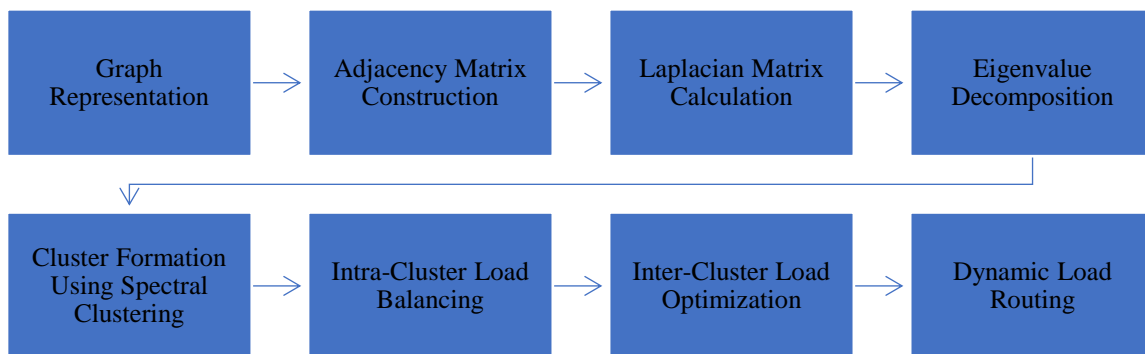 Graph
Representation
Adjacency Matrix
Construction
Laplacian Matrix
Calculation
Eigenvalue
Decomposition
Cluster Formation
Using Spectral
Clustering
Intra-Cluster Load
Balancing
Inter-Cluster Load
Optimization
Dynamic Load
Routing